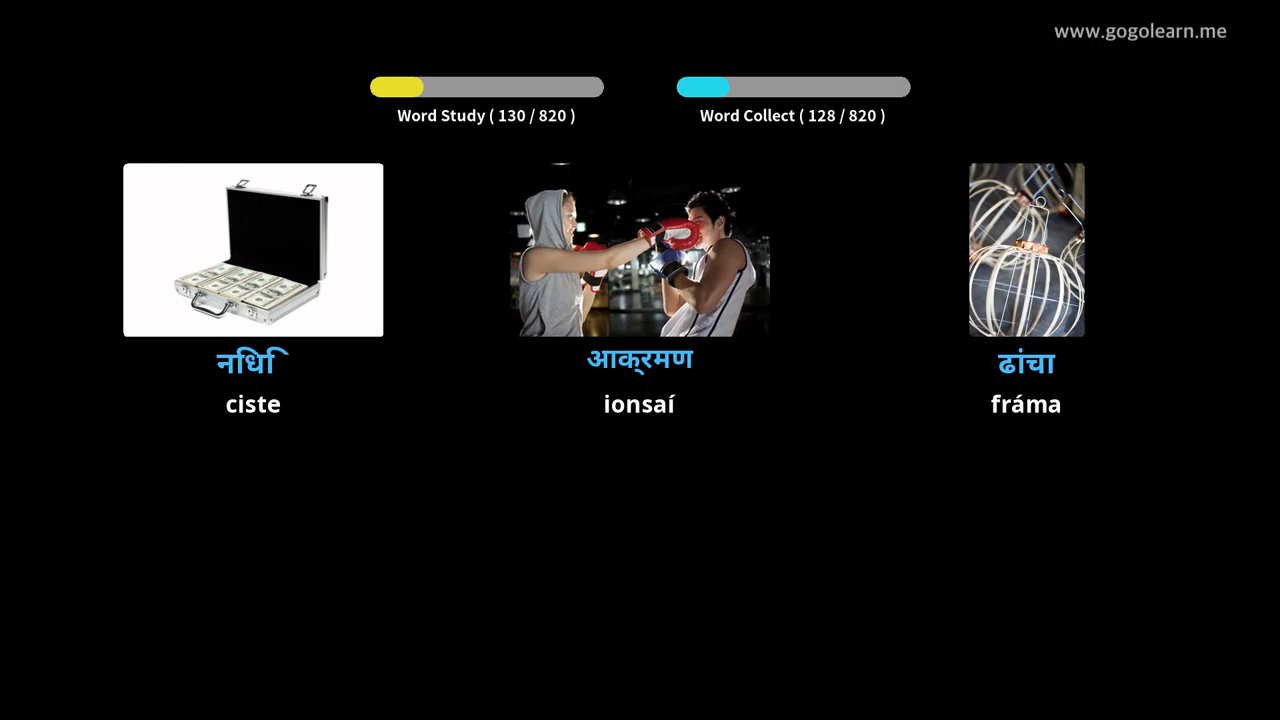 www.gogolearn.me
Word Study ( 130 / 820 )
Word Collect ( 128 / 820 )
निधि
आक्रमण
ढांचा
ciste
ionsaí
fráma